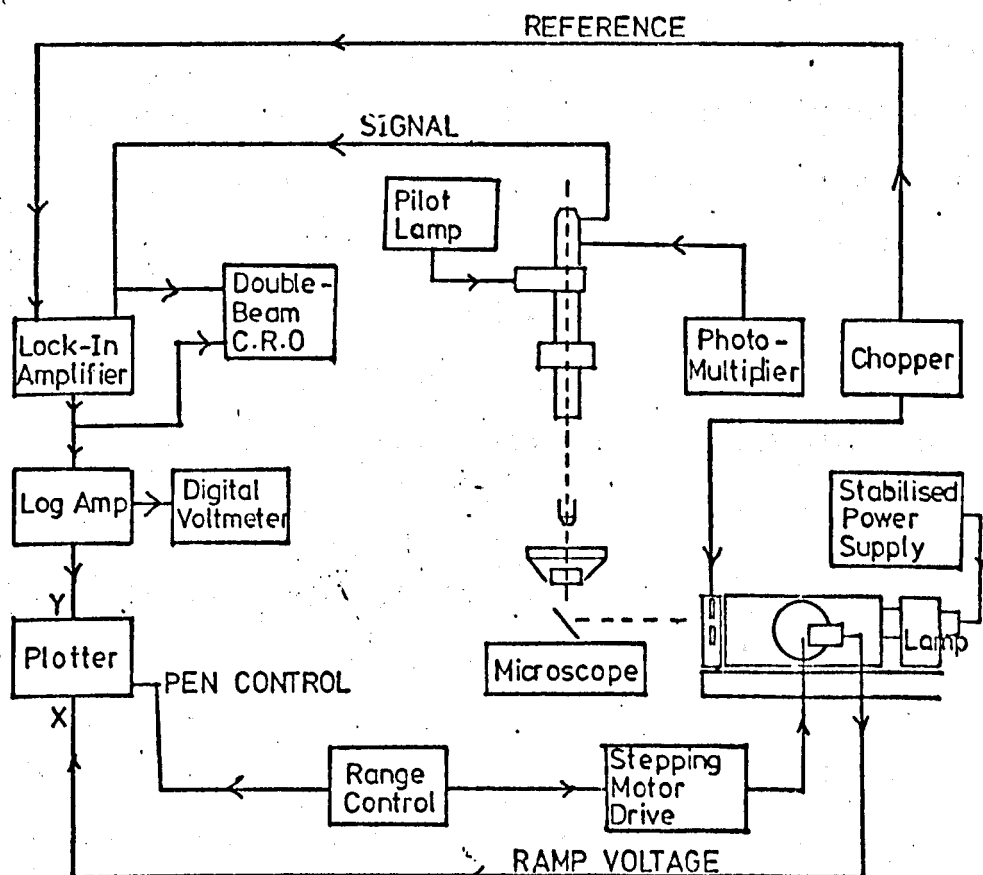 REFERENCE
SIGNAL
Pilot
Lamp
Double-
Beam
C.R.O
Lock-In
Amplifier
Photo-
Multiplier
Chopper
Log Amp
Digital
Voltmeter
Stabilised
Power
Supply
Y
Plotter
X
PEN CONTROL
Microscope
Lamp
Range
Control
Stepping
Motor
Drive
RAMP VOLTAGE